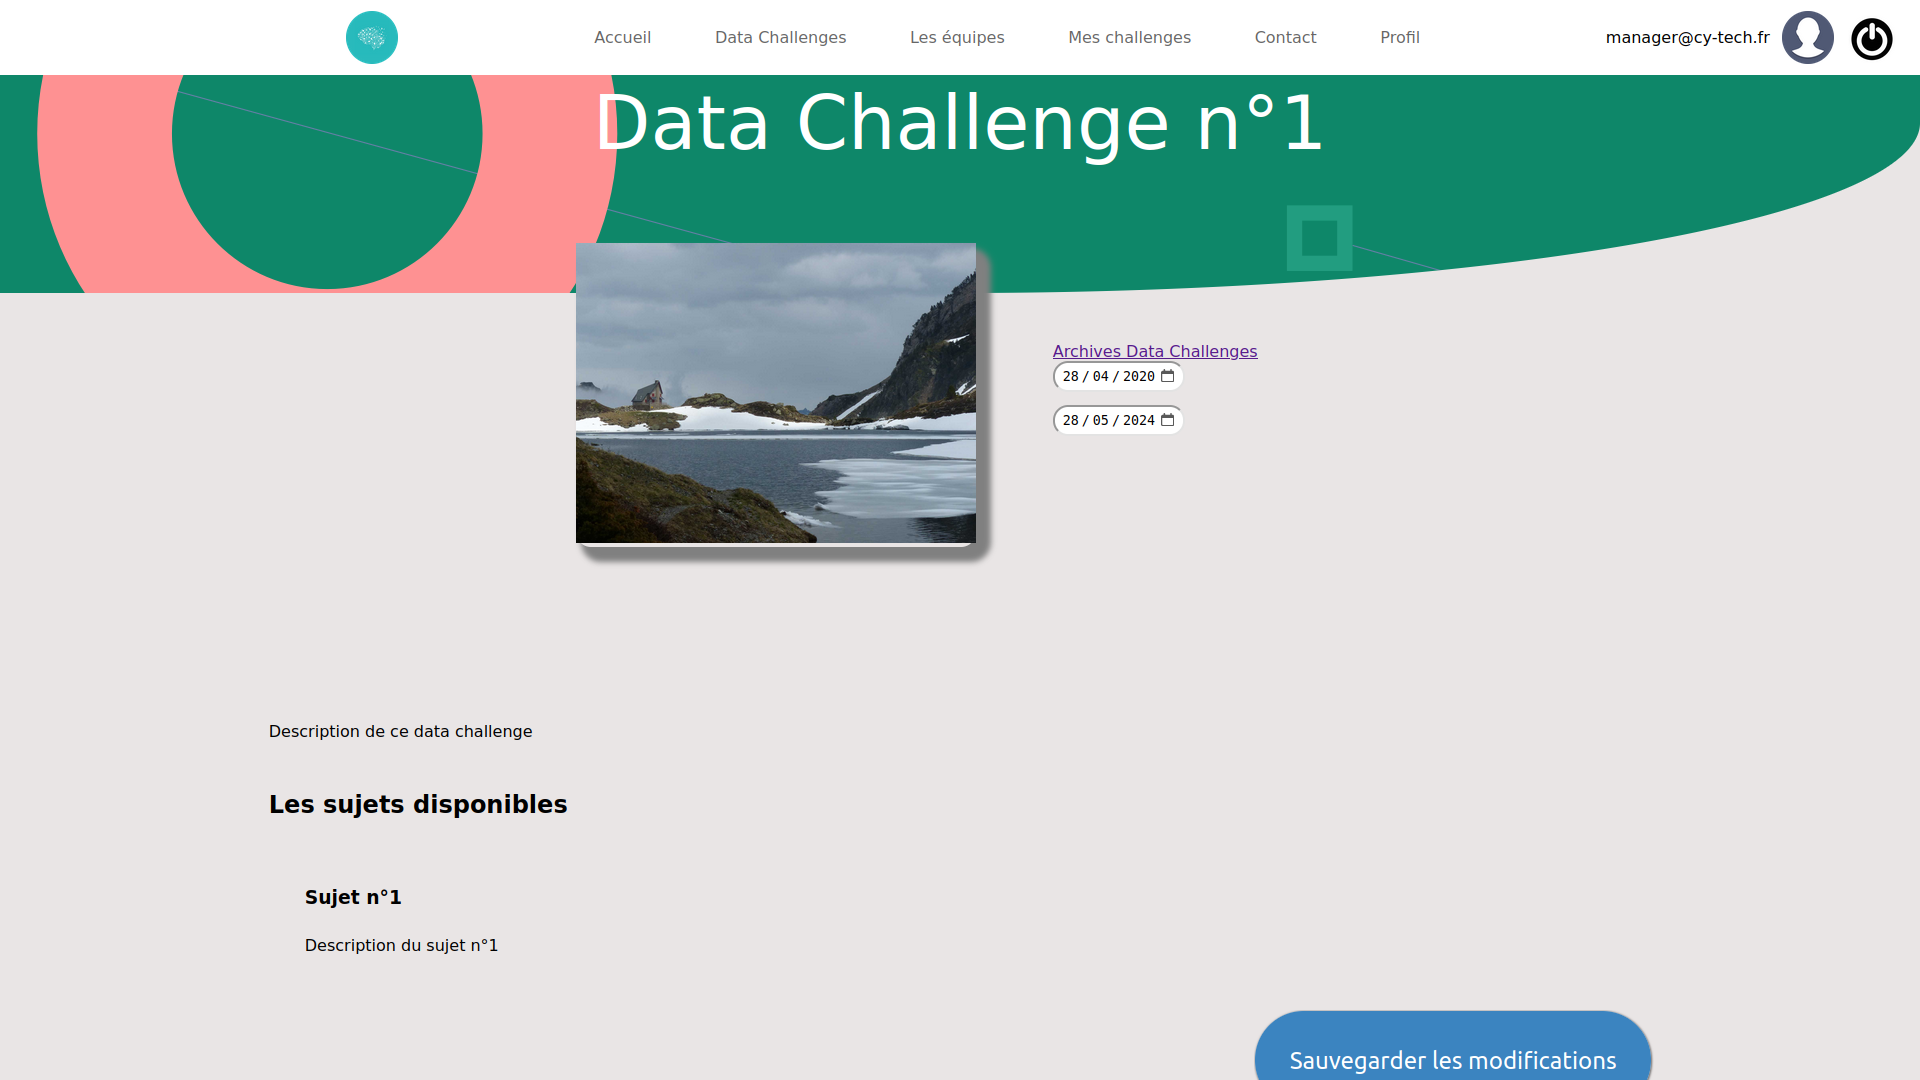 Accueil
Data Challenges
Les équipes
Mes challenges
Contact
Profil
manager@cy-tech.fr
Data Challenge n°1
Archives Data Challenges
28/04/2020
28/05/2024
Description de ce data challenge
Les sujets disponibles
Sujet n°1
Description du sujet n°1
Sauvegarder les modifications